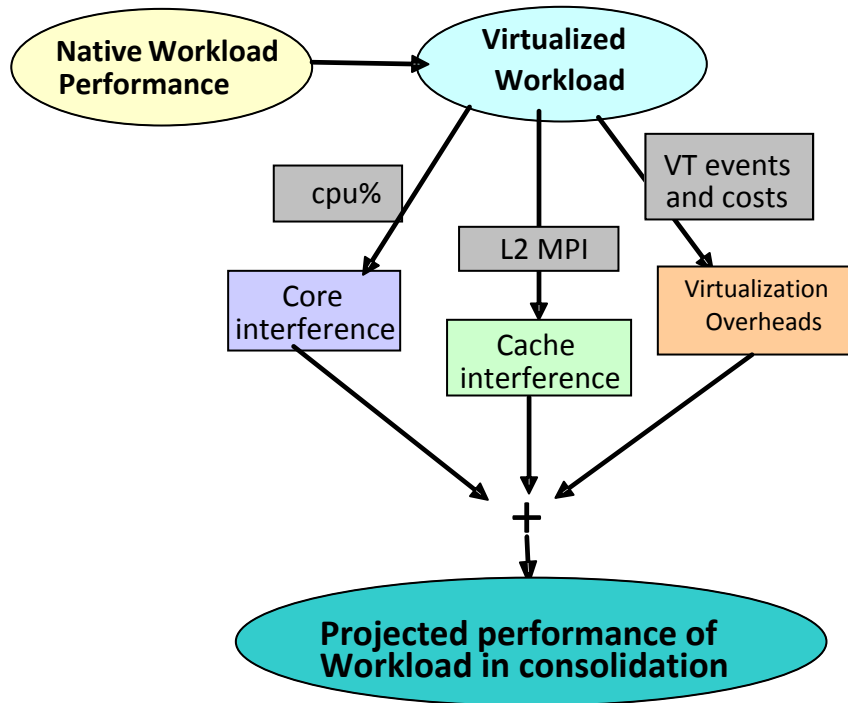 Native Workload
Performance
Virtualized
Workload
cpu%
L2 MPI
VT events
and costs
Core
interference
Cache
interference
Virtualization
Overheads
+
Projected performance of
Workload in consolidation